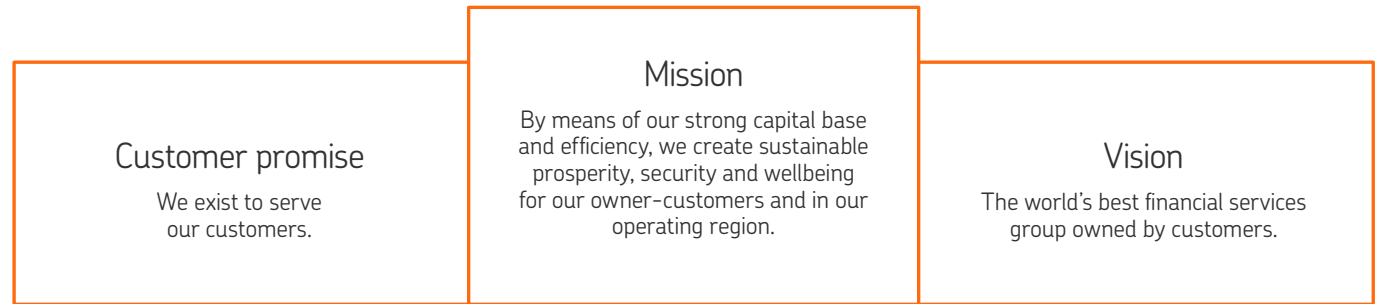 Customer promise
We exist to serve
our customers.
Mission
By means of our strong capital base
and efficiency, we create sustainable
prosperity, security and wellbeing
for our owner-customers and in our
operating region.
Vision
The world's best financial services
group owned by customers.